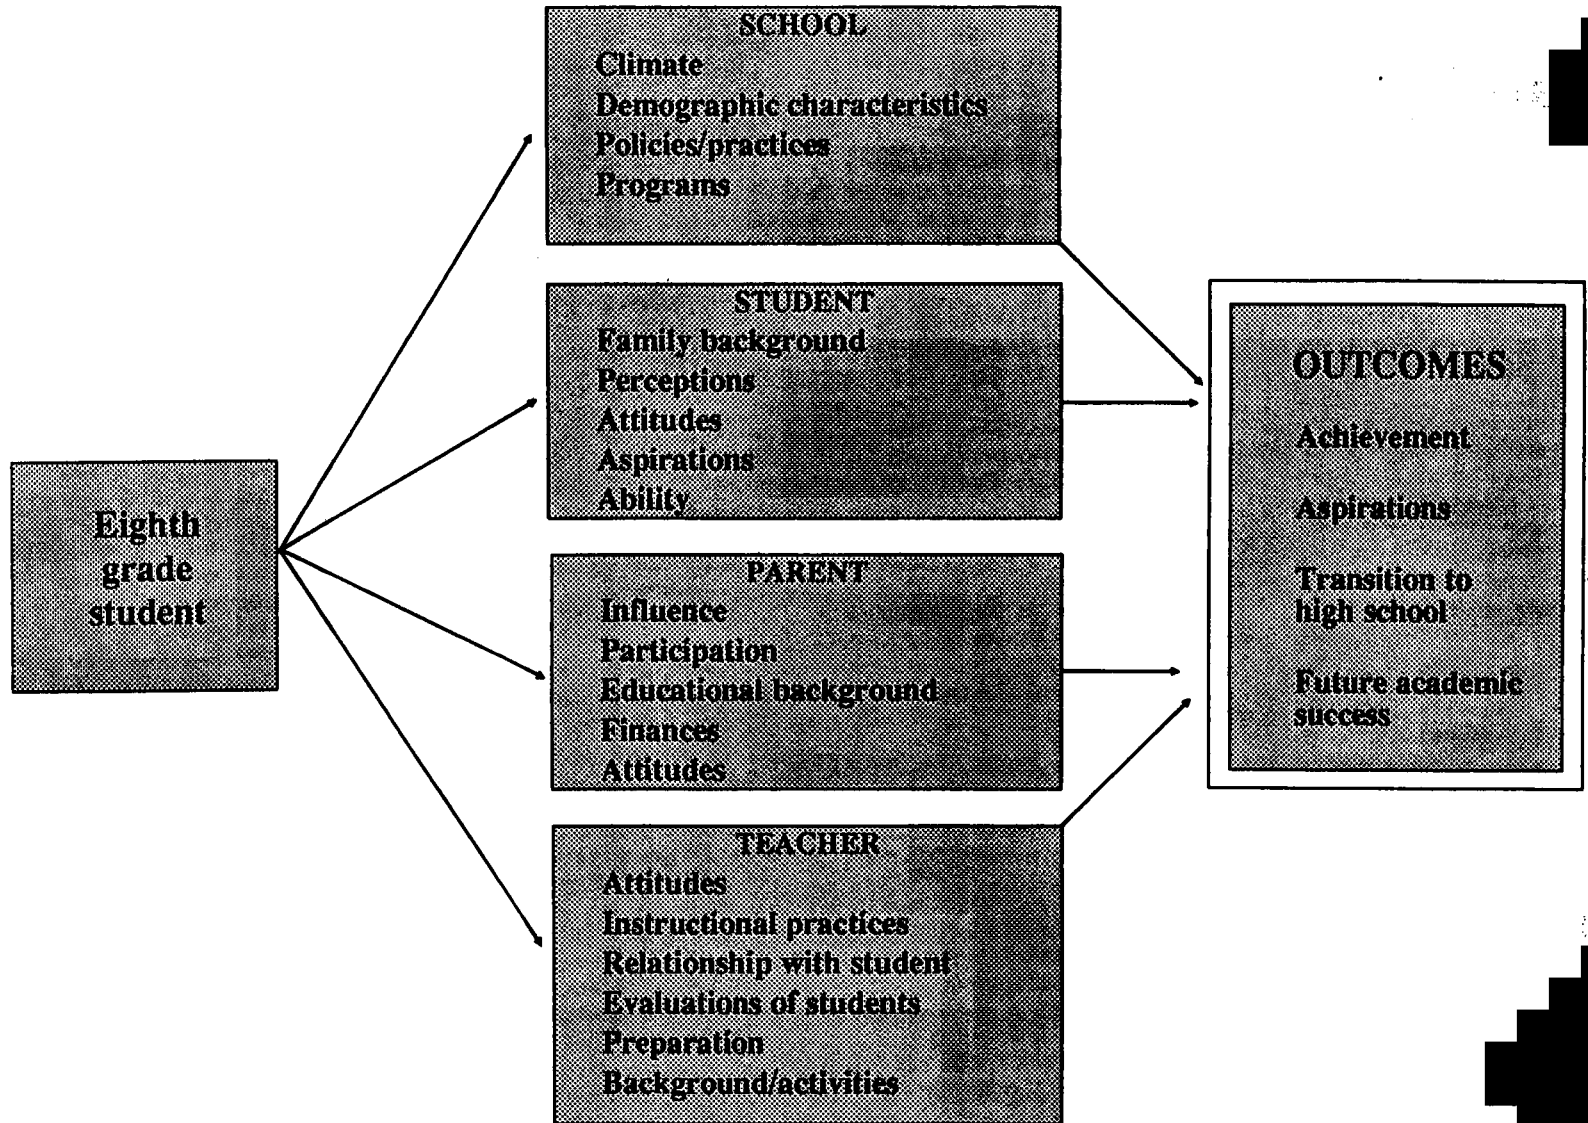 SCHOOL
Climate
Demographic characteristics
Policies/practices
Programs
STUDENT
Family background
Perceptions
Attitudes
Aspirations
Ability
Eighth
grade
student
PARENT
Influence
Participation
Educational background
Finances
Attitudes
TEACHER
Attitudes
Instructional practices
Relationship with student
Evaluations of students
Preparation
Background/activities
OUTCOMES
Achievement
Aspirations
Transition to
high school
Future academic
success